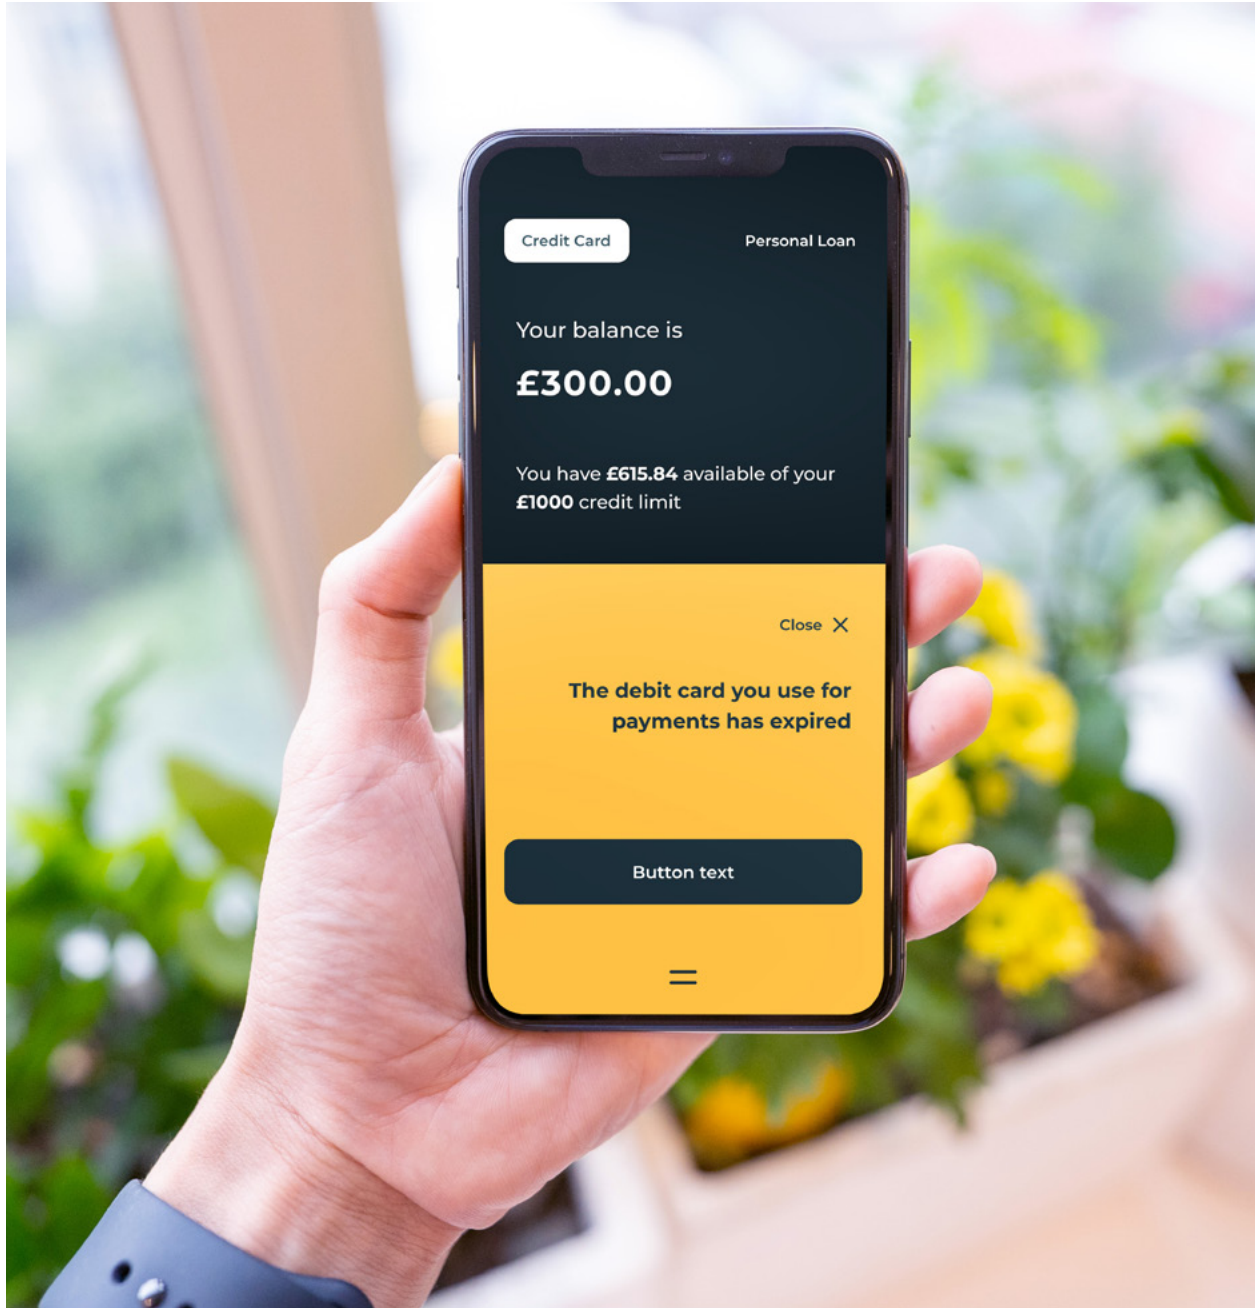 Credit Card
Personal Loan
Your balance is
£300.00
You have £615.84 available of your
£1000 credit limit
Close
The debit card you use for
payments has expired
Button text